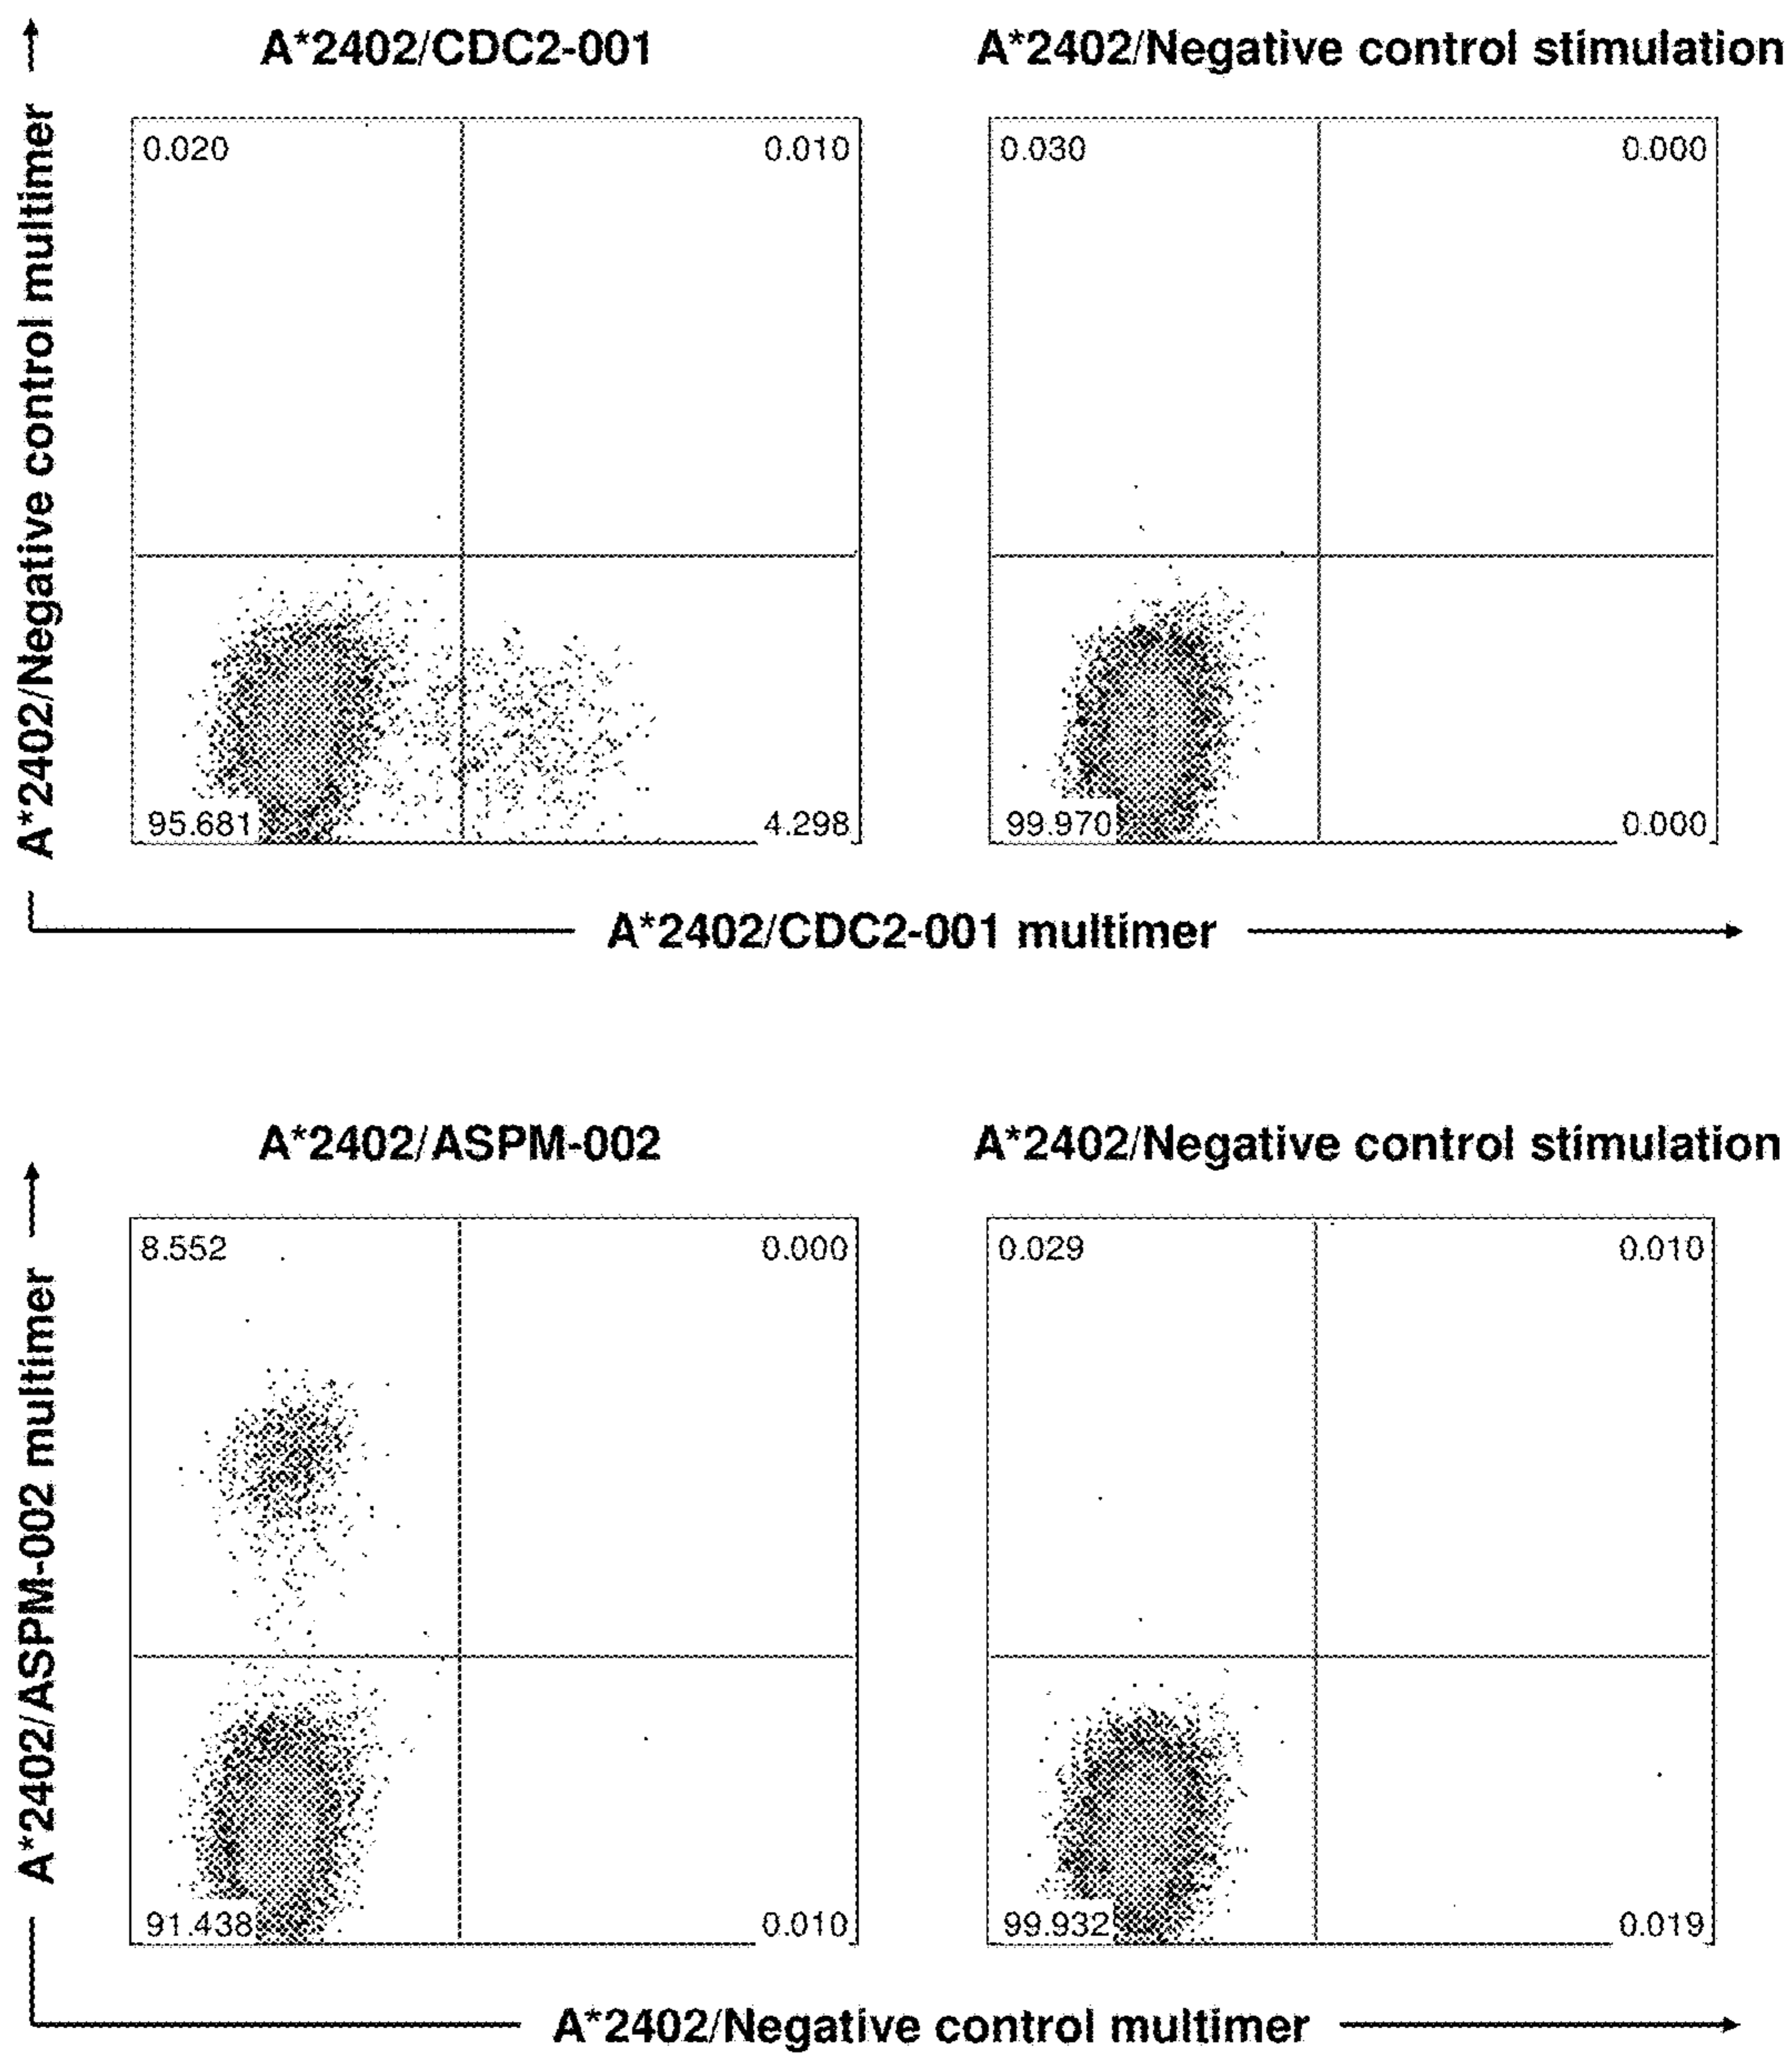 A*2402/CDC2-001
A*2402/Negative control stimulation
A*2402/Negative control multimer
0.020
0.010
95.681
4.298
0.030
0.000
99.970
0.000
A*2402/CDC2-001 multimer
A*2402/ASPM-002
A*2402/Negative control stimulation
A*2402/ASPM-002 multimer
8.552
0.000
91.438
0.010
0.029
0.010
99.932
0.019
A*2402/Negative control multimer